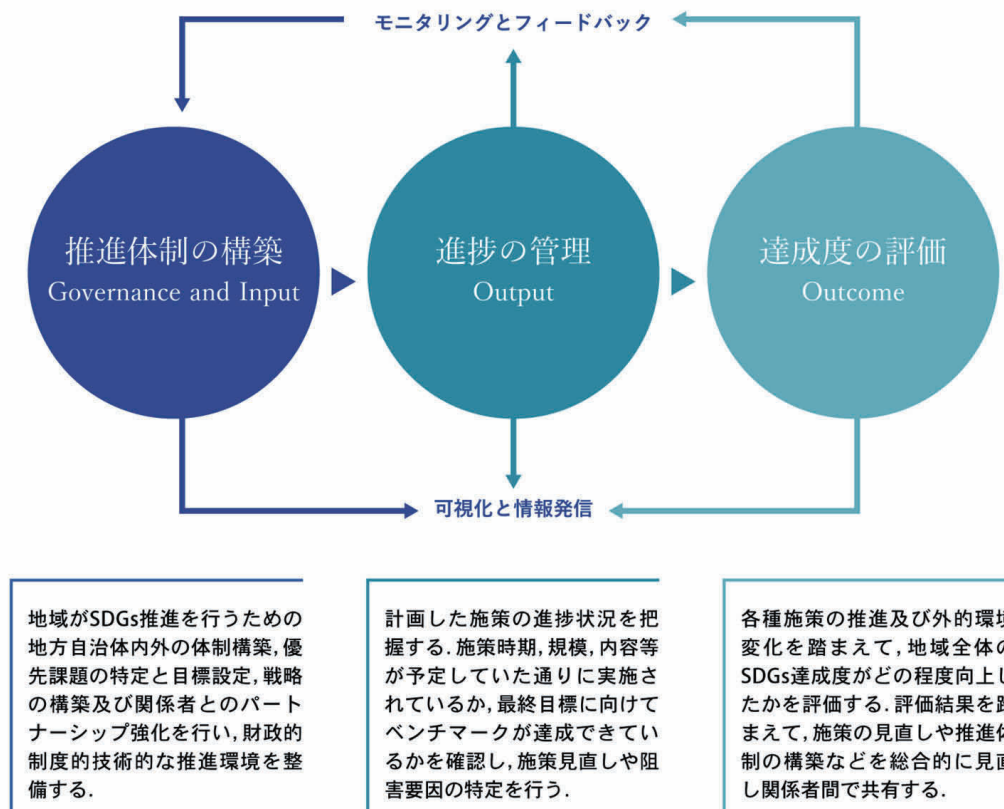 モニタリングとフィードバック
推進体制の構築
Governance and Input
進捗の管理
Output
達成度の評価
Outcome
可視化と情報発信
地域がSDGs推進を行うための
地方自治体内外の体制構築,優
先課題の特定と目標設定,戦略
の構築及び関係者とのパート
ナーシップ強化を行い,財政的
制度的技術的な推進環境を整
備する.
計画した施策の進捗状況を把
握する.施策時期,規模,内容等
が予定していた通りに実施さ
れているか,最終目標に向けて
ベンチマークが達成できてい
るかを確認し,施策見直しや阻
害要因の特定を行う.
各種施策の推進及び外的環境
変化を踏まえて,地域全体の
SDGs達成度がどの程度向上し
たかを評価する.評価結果を踏
まえて,施策の見直しや推進体
制の構築などを総合的に見直
し関係者間で共有する.